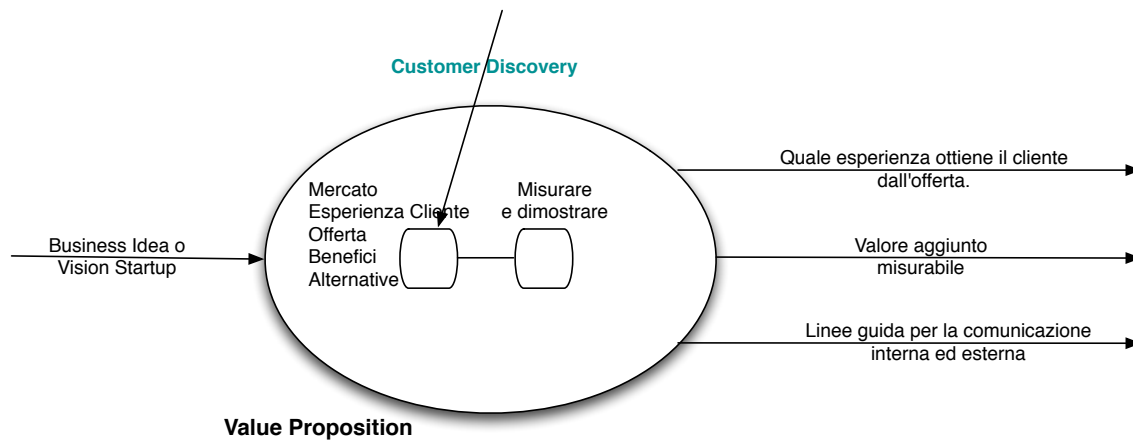 Customer Discovery
Mercato
Esperienza Cliente
Offerta
Benefici
Alternative
Misurare
e dimostrare
Business Idea o
Vision Startup
Quale esperienza ottiene il cliente
dall'offerta.
Valore aggiunto
misurabile
Linee guida per la comunicazione
interna ed esterna
Value Proposition